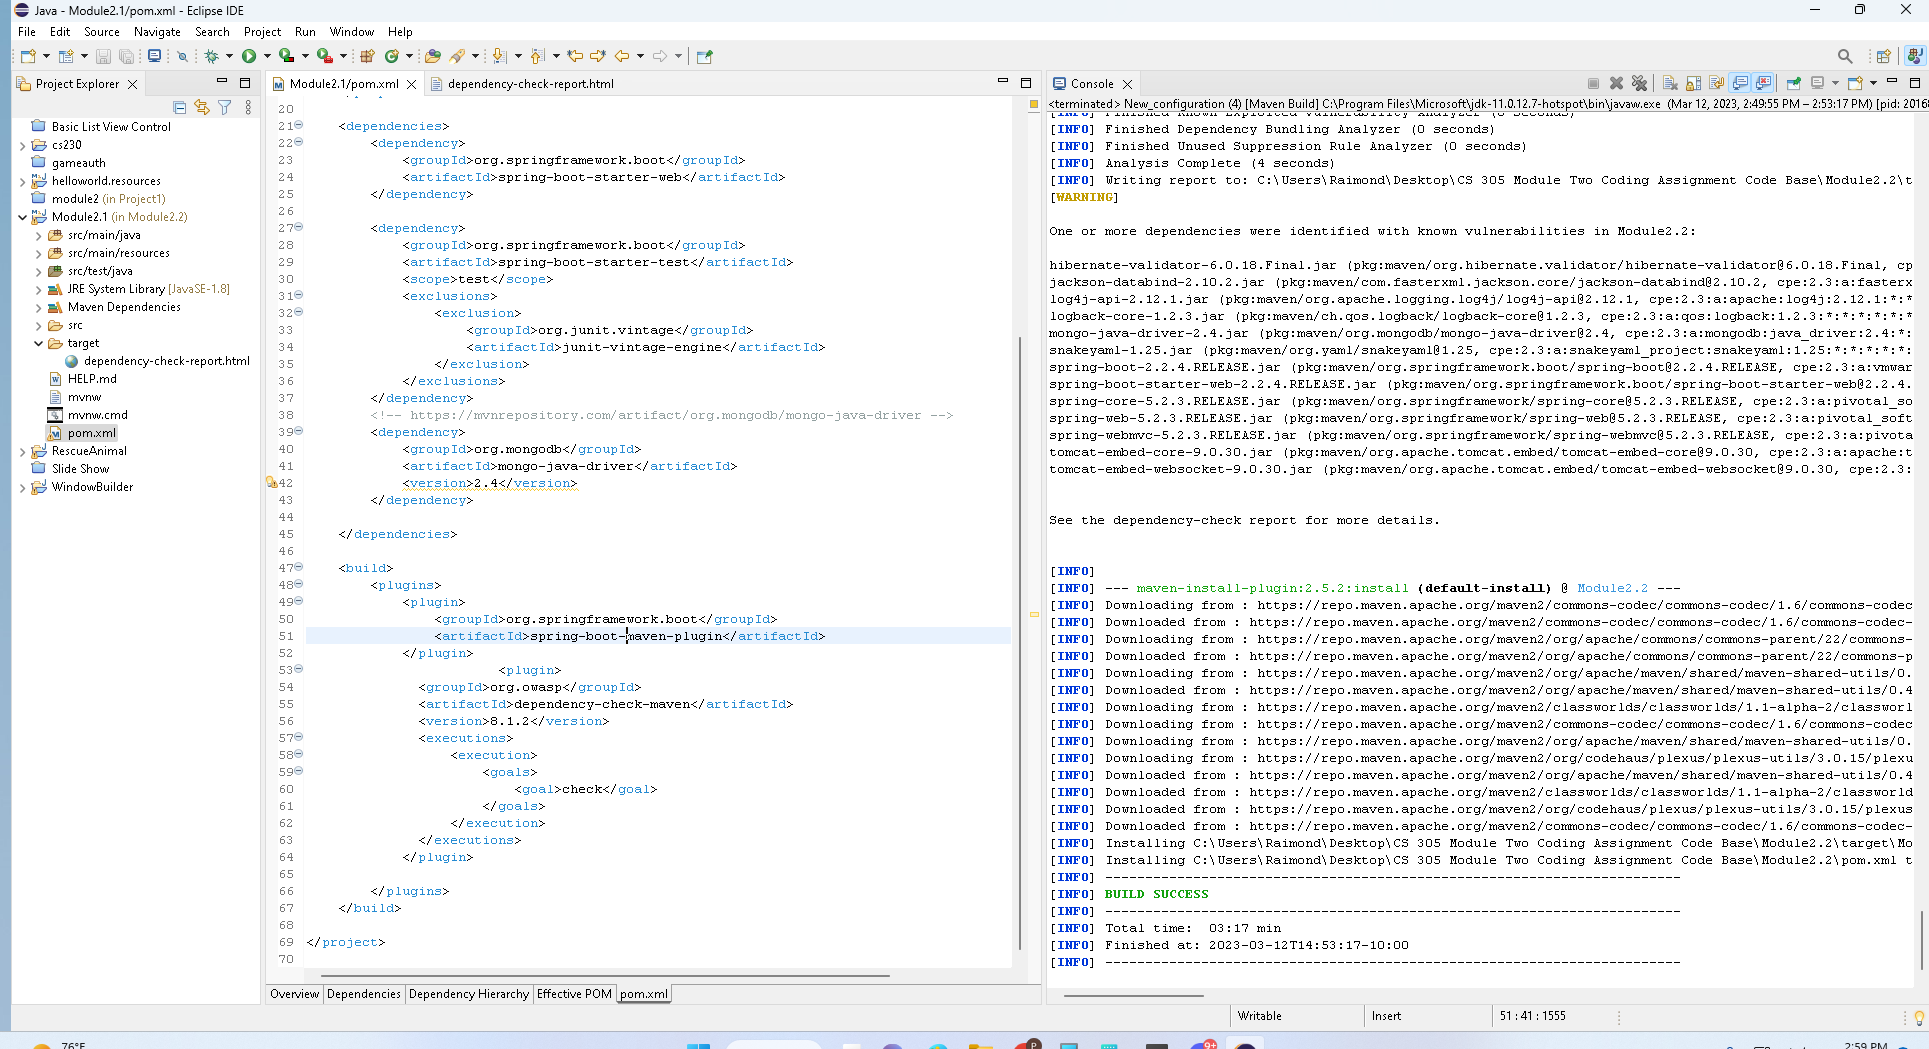 Java - Module2.1/pom.xml - Eclipse IDE
File Edit Source Navigate Search Project Run Window Help
Project Explorer
Basic List View Control
cs230
gameauth
helloworld.resources
module2 (in Project1)
Module2.1 (in Module2.2)
src/main/java
src/main/resources
src/test/java
JRE System Library [JavaSE-1.8]
Maven Dependencies
src
target
dependency-check-report.html
HELP.md
mvnw
mvnw.cmd
pom.xml
RescueAnimal
Slide Show
WindowBuilder
Module2.1/pom.xml dependency-check-report.html
20
21 <dependencies>
22 <dependency>
23 <groupId>org.springframework.boot</groupId>
24 <artifactId>spring-boot-starter-web</artifactId>
25 </dependency>
26
27 <dependency>
28 <groupId>org.springframework.boot</groupId>
29 <artifactId>spring-boot-starter-test</artifactId>
30 <scope>test</scope>
31 <exclusions>
32 <exclusion>
33 <groupId>org.junit.vintage</groupId>
34 <artifactId>junit-vintage-engine</artifactId>
35 </exclusion>
36 </exclusions>
37 </dependency>
38 <!-- https://mvnrepository.com/artifact/org.mongodb/mongo-java-driver -->
39 <dependency>
40 <groupId>org.mongodb</groupId>
41 <artifactId>mongo-java-driver</artifactId>
42 <version>2.4</version>
43 </dependency>
44
45 </dependencies>
46
47 <build>
48 <plugins>
49 <plugin>
50 <groupId>org.springframework.boot</groupId>
51 <artifactId>spring-boot-maven-plugin</artifactId>
52 </plugin>
53 <plugin>
54 <groupId>org.owasp</groupId>
55 <artifactId>dependency-check-maven</artifactId>
56 <version>8.1.2</version>
57 <executions>
58 <execution>
59 <goals>
60 <goal>check</goal>
61 </goals>
62 </execution>
63 </executions>
64 </plugin>
65
66 </plugins>
67 </build>
68
69 </project>
70
Overview Dependencies Dependency Hierarchy Effective POM pom.xml
Console
<terminated> New_configuration (4) [Maven Build] C:\Program Files\Microsoft\jdk-11.0.12.7-hotspot\bin\javaw.exe (Mar 12, 2023, 2:49:55 PM – 2:53:17 PM) [pid: 2016
[INFO] Finished Known Exploited Vulnerability Analyzer (0 seconds)
[INFO] Finished Dependency Bundling Analyzer (0 seconds)
[INFO] Finished Unused Suppression Rule Analyzer (0 seconds)
[INFO] Analysis Complete (4 seconds)
[INFO] Writing report to: C:\Users\Raimond\Desktop\CS 305 Module Two Coding Assignment Code Base\Module2.2\t
[WARNING]
One or more dependencies were identified with known vulnerabilities in Module2.2:
hibernate-validator-6.0.18.Final.jar (pkg:maven/org.hibernate.validator/hibernate-validator@6.0.18.Final, cp
jackson-databind-2.10.2.jar (pkg:maven/com.fasterxml.jackson.core/jackson-databind@2.10.2, cpe:2.3:a:fasterx
log4j-api-2.12.1.jar (pkg:maven/org.apache.logging.log4j/log4j-api@2.12.1, cpe:2.3:a:apache:log4j:2.12.1:*:*
logback-core-1.2.3.jar (pkg:maven/ch.qos.logback/logback-core@1.2.3, cpe:2.3:a:qos:logback:1.2.3:*:*:*:*:*:*
mongo-java-driver-2.4.jar (pkg:maven/org.mongodb/mongo-java-driver@2.4, cpe:2.3:a:mongodb:java_driver:2.4:*:
snakeyaml-1.25.jar (pkg:maven/org.yaml/snakeyaml@1.25, cpe:2.3:a:snakeyaml_project:snakeyaml:1.25:*:*:*:*:*:
spring-boot-2.2.4.RELEASE.jar (pkg:maven/org.springframework.boot/spring-boot@2.2.4.RELEASE, cpe:2.3:a:vmwar
spring-boot-starter-web-2.2.4.RELEASE.jar (pkg:maven/org.springframework.boot/spring-boot-starter-web@2.2.4.
spring-core-5.2.3.RELEASE.jar (pkg:maven/org.springframework/spring-core@5.2.3.RELEASE, cpe:2.3:a:pivotal_so
spring-web-5.2.3.RELEASE.jar (pkg:maven/org.springframework/spring-web@5.2.3.RELEASE, cpe:2.3:a:pivotal_soft
spring-webmvc-5.2.3.RELEASE.jar (pkg:maven/org.springframework/spring-webmvc@5.2.3.RELEASE, cpe:2.3:a:pivota
tomcat-embed-core-9.0.30.jar (pkg:maven/org.apache.tomcat.embed/tomcat-embed-core@9.0.30, cpe:2.3:a:apache:t
tomcat-embed-websocket-9.0.30.jar (pkg:maven/org.apache.tomcat.embed/tomcat-embed-websocket@9.0.30, cpe:2.3:
See the dependency-check report for more details.
[INFO]
[INFO] --- maven-install-plugin:2.5.2:install (default-install) @ Module2.2 ---
[INFO] Downloading from : https://repo.maven.apache.org/maven2/commons-codec/commons-codec/1.6/commons-codec
[INFO] Downloaded from : https://repo.maven.apache.org/maven2/commons-codec/commons-codec/1.6/commons-codec-
[INFO] Downloading from : https://repo.maven.apache.org/maven2/org/apache/commons/commons-parent/22/commons-
[INFO] Downloaded from : https://repo.maven.apache.org/maven2/org/apache/commons/commons-parent/22/commons-p
[INFO] Downloading from : https://repo.maven.apache.org/maven2/org/apache/maven/shared/maven-shared-utils/0.
[INFO] Downloaded from : https://repo.maven.apache.org/maven2/org/apache/maven/shared/maven-shared-utils/0.4
[INFO] Downloading from : https://repo.maven.apache.org/maven2/classworlds/classworlds/1.1-alpha-2/classworl
[INFO] Downloading from : https://repo.maven.apache.org/maven2/commons-codec/commons-codec/1.6/commons-codec
[INFO] Downloading from : https://repo.maven.apache.org/maven2/org/apache/maven/shared/maven-shared-utils/0.
[INFO] Downloading from : https://repo.maven.apache.org/maven2/org/codehaus/plexus/plexus-utils/3.0.15/plexu
[INFO] Downloaded from : https://repo.maven.apache.org/maven2/org/apache/maven/shared/maven-shared-utils/0.4
[INFO] Downloaded from : https://repo.maven.apache.org/maven2/classworlds/classworlds/1.1-alpha-2/classworld
[INFO] Downloaded from : https://repo.maven.apache.org/maven2/org/codehaus/plexus/plexus-utils/3.0.15/plexus
[INFO] Downloaded from : https://repo.maven.apache.org/maven2/commons-codec/commons-codec/1.6/commons-codec-
[INFO] Installing C:\Users\Raimond\Desktop\CS 305 Module Two Coding Assignment Code Base\Module2.2\target\Mo
[INFO] Installing C:\Users\Raimond\Desktop\CS 305 Module Two Coding Assignment Code Base\Module2.2\pom.xml t
[INFO] ------------------------------------------------------------------------
[INFO] BUILD SUCCESS
[INFO] ------------------------------------------------------------------------
[INFO] Total time: 03:17 min
[INFO] Finished at: 2023-03-12T14:53:17-10:00
[INFO] ------------------------------------------------------------------------
Writable Insert 51 : 41 : 1555
76°F
9+
2:59 PM